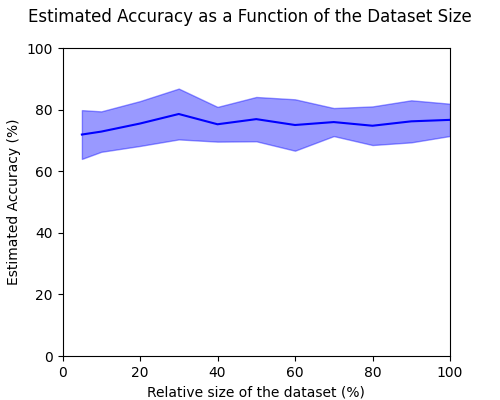 Estimated Accuracy as a Function of the Dataset Size
100
80
60
40
20
0
Estimated Accuracy (%)
0 20 40 60 80 100
Relative size of the dataset (%)